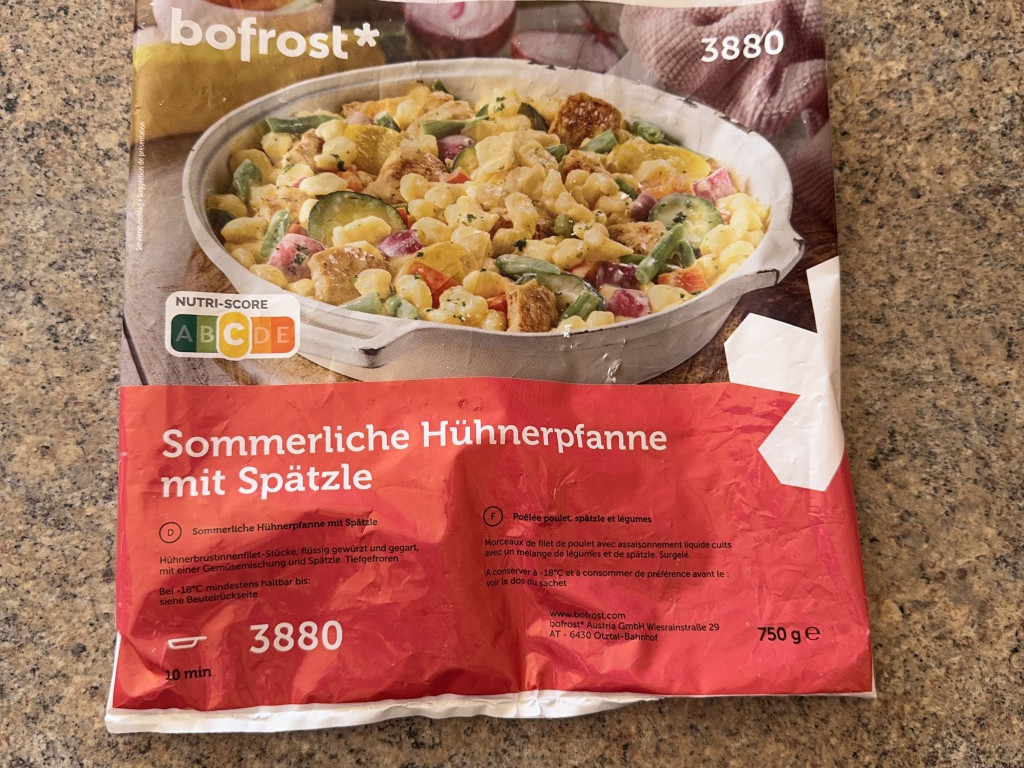 bofrost*
3880
Serviervorschlag • Suggestion de présentation
NUTRI-SCORE
A B C D E
Sommerliche Hühnerpfanne
mit Spätzle
D Sommerliche Hühnerpfanne mit Spätzle
Hühnerbrustinnenfilet-Stücke, flüssig gewürzt und gegart,
mit einer Gemüsemischung und Spätzle. Tiefgefroren
Bei -18°C mindestens haltbar bis:
siehe Beutelrückseite
F Poêlée poulet, spätzle et légumes
Morceaux de filet de poulet avec assaisonnement liquide cuits
avec un mélange de légumes et de spätzle. Surgelé.
A conserver à -18°C et à consommer de préférence avant le :
voir le dos du sachet
3880
10 min
www.bofrost.com
bofrost* Austria GmbH Wiesrainstraße 29
AT - 6430 Ötztal-Bahnhof
750 g e